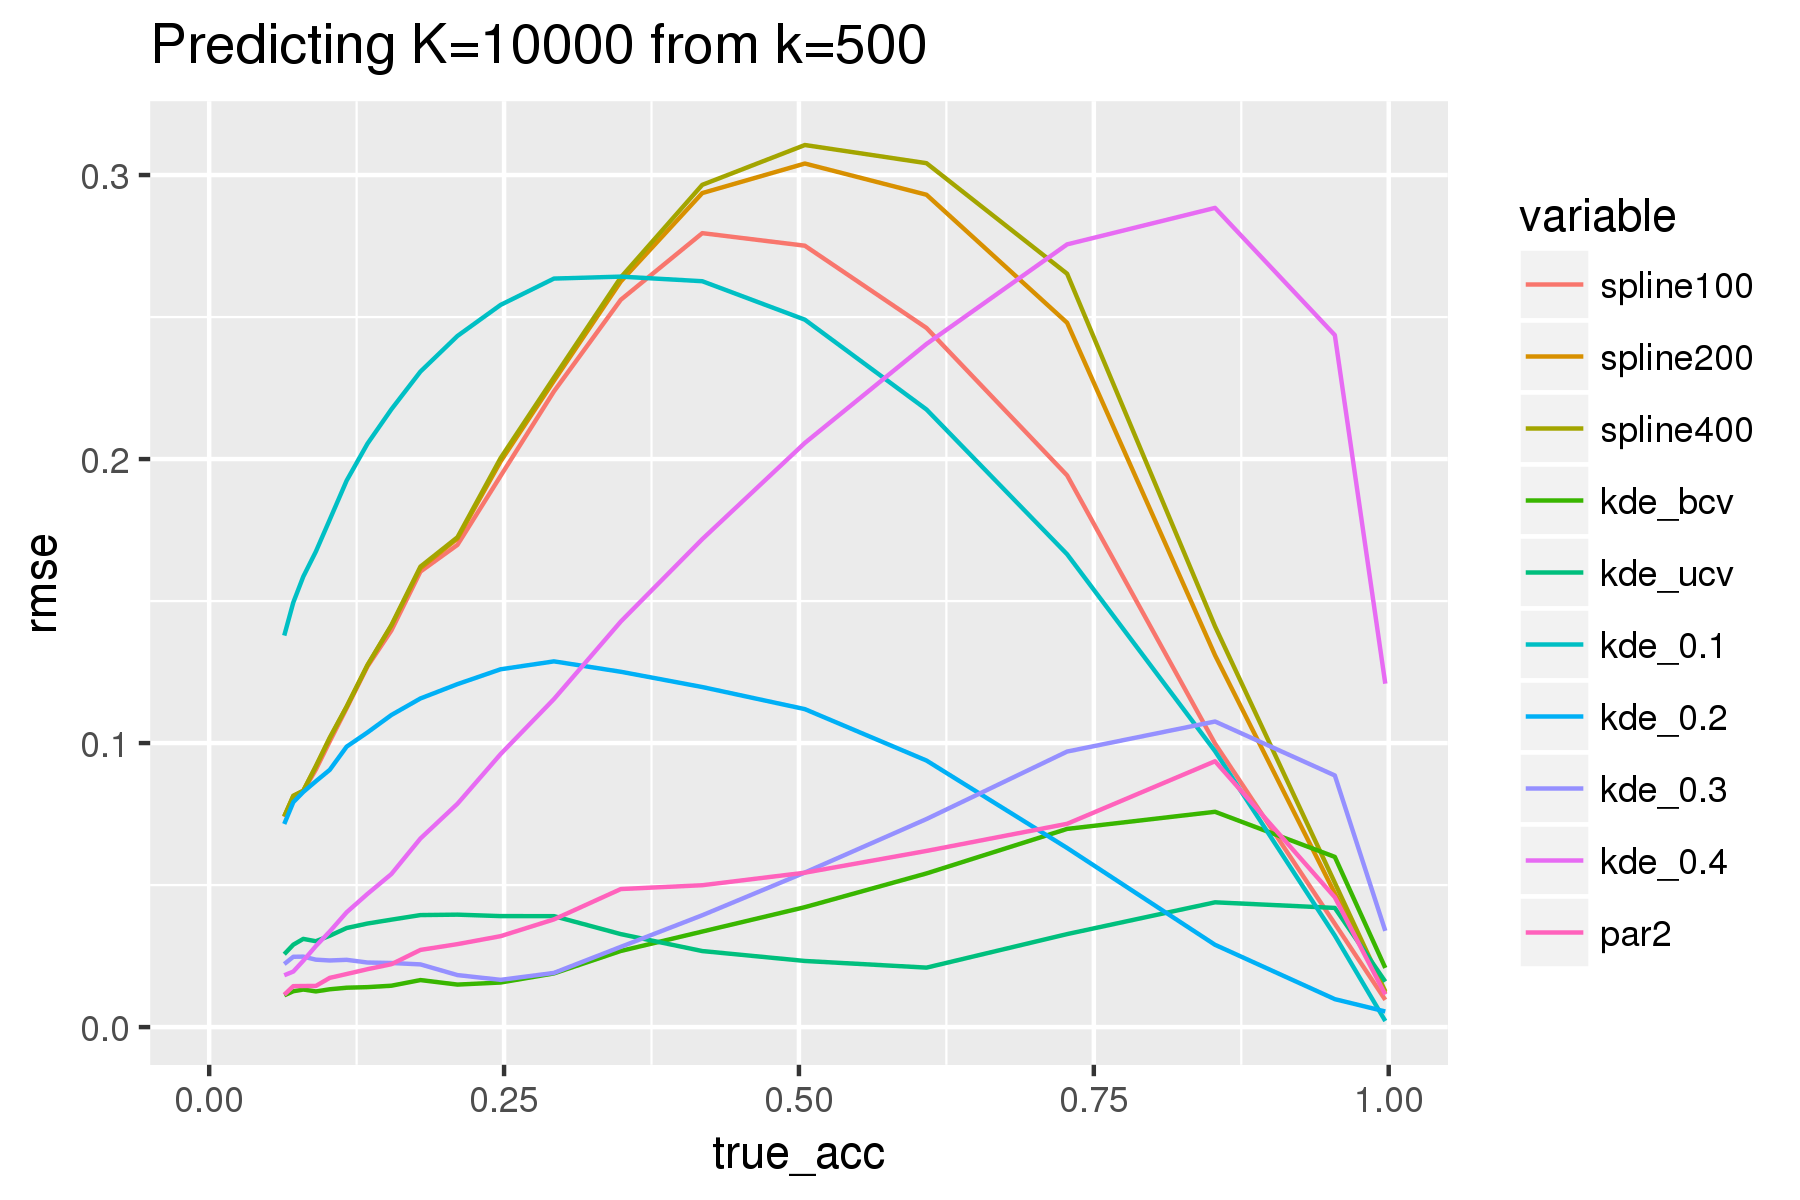 Predicting K=10000 from k=500
rmse
0.3
0.2
0.1
0.0
0.00 0.25 0.50 0.75 1.00
true_acc
variable
spline100
spline200
spline400
kde_bcv
kde_ucv
kde_0.1
kde_0.2
kde_0.3
kde_0.4
par2